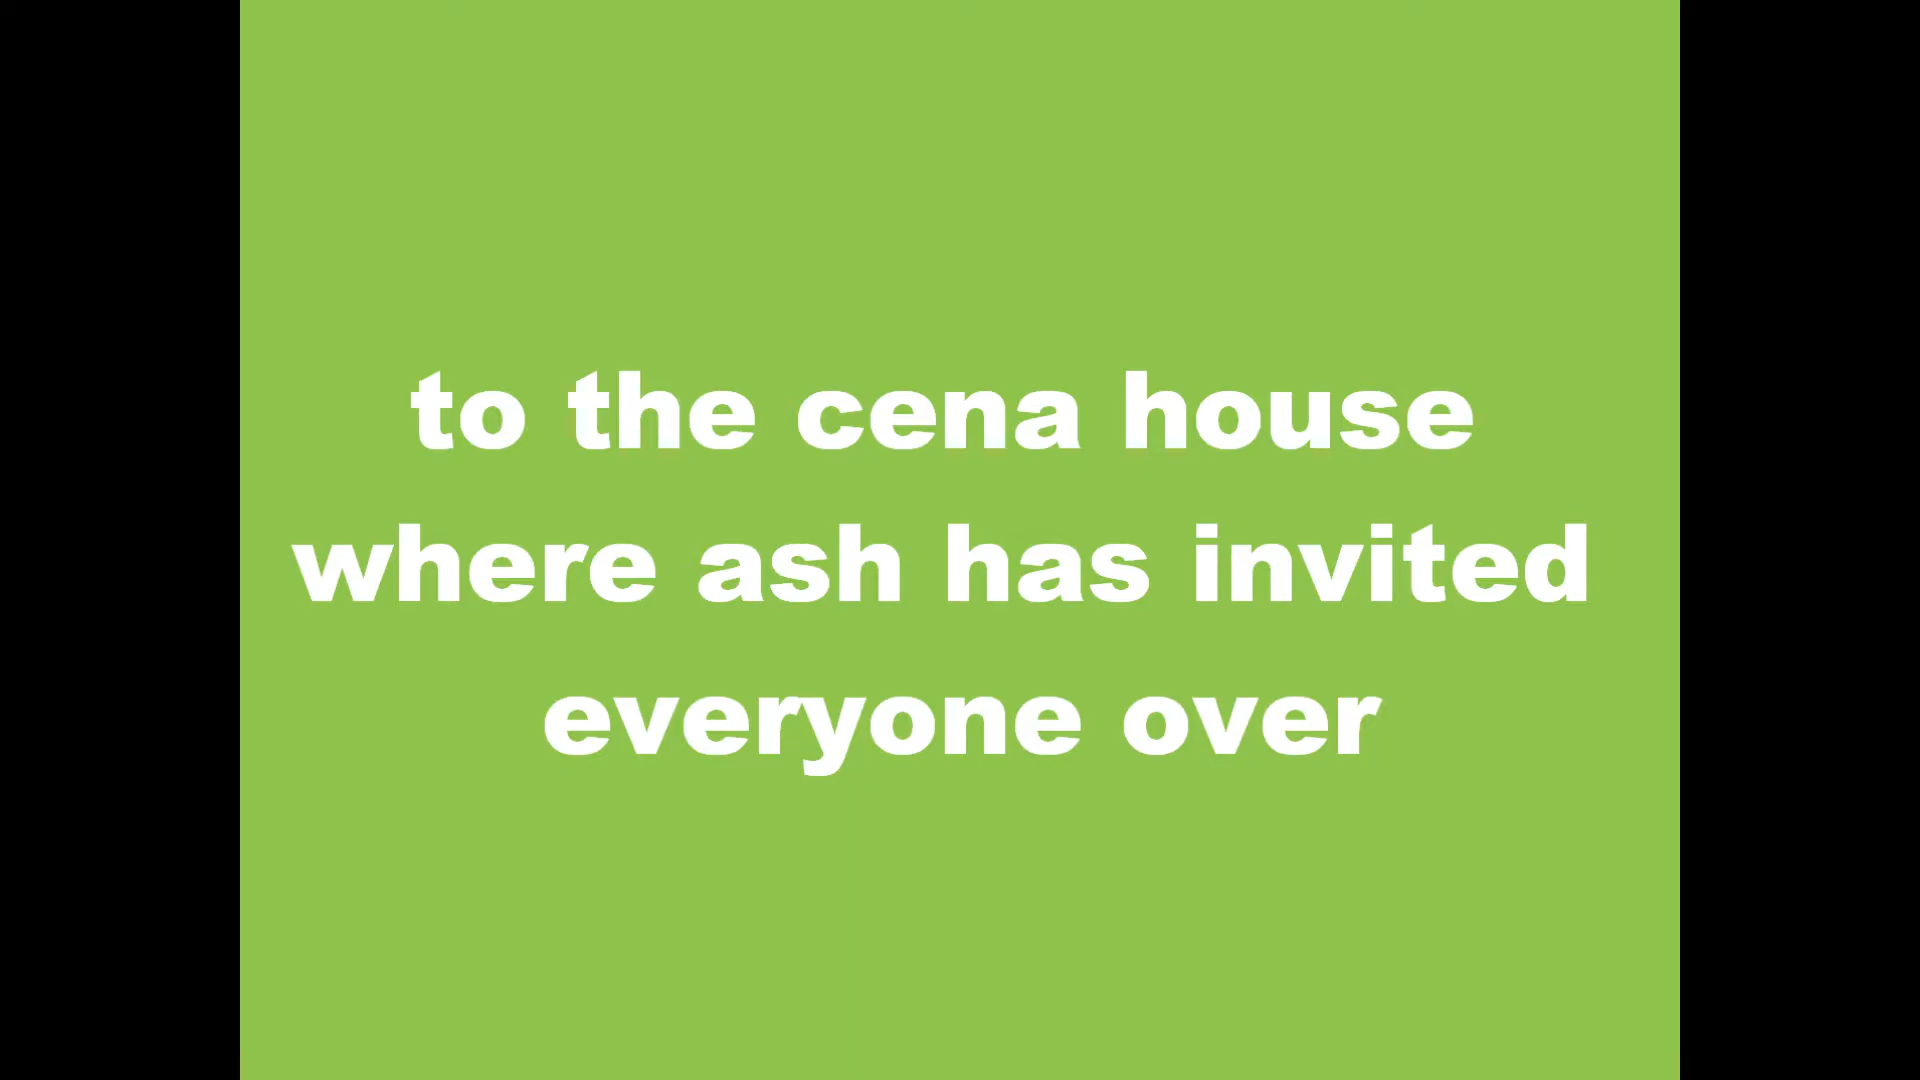 to the cena house
where ash has invited
everyone over